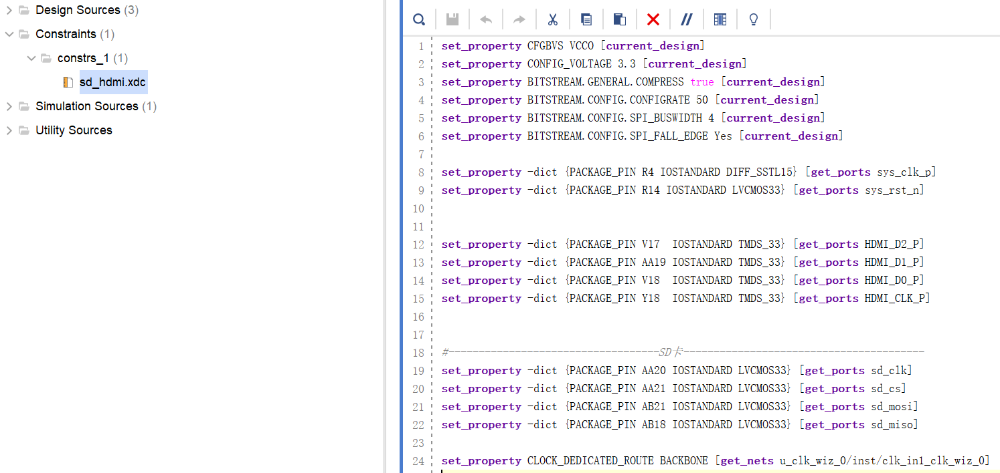 Design Sources (3)
Constraints (1)
constrs_1 (1)
sd_hdmi.xdc
Simulation Sources (1)
Utility Sources
1 set_property CFGBVS VCCO [current_design]
2 set_property CONFIG_VOLTAGE 3.3 [current_design]
3 set_property BITSTREAM.GENERAL.COMPRESS true [current_design]
4 set_property BITSTREAM.CONFIG.CONFIGRATE 50 [current_design]
5 set_property BITSTREAM.CONFIG.SPI_BUSWIDTH 4 [current_design]
6 set_property BITSTREAM.CONFIG.SPI_FALL_EDGE Yes [current_design]
7
8 set_property -dict {PACKAGE_PIN R4 IOSTANDARD DIFF_SSTL15} [get_ports sys_clk_p]
9 set_property -dict {PACKAGE_PIN R14 IOSTANDARD LVCMOS33} [get_ports sys_rst_n]
10
11
12 set_property -dict {PACKAGE_PIN V17  IOSTANDARD TMDS_33} [get_ports HDMI_D2_P]
13 set_property -dict {PACKAGE_PIN AA19 IOSTANDARD TMDS_33} [get_ports HDMI_D1_P]
14 set_property -dict {PACKAGE_PIN V18  IOSTANDARD TMDS_33} [get_ports HDMI_D0_P]
15 set_property -dict {PACKAGE_PIN Y18  IOSTANDARD TMDS_33} [get_ports HDMI_CLK_P]
16
17
18 #-----------------------------------SD卡----------------------------------------
19 set_property -dict {PACKAGE_PIN AA20 IOSTANDARD LVCMOS33} [get_ports sd_clk]
20 set_property -dict {PACKAGE_PIN AA21 IOSTANDARD LVCMOS33} [get_ports sd_cs]
21 set_property -dict {PACKAGE_PIN AB21 IOSTANDARD LVCMOS33} [get_ports sd_mosi]
22 set_property -dict {PACKAGE_PIN AB18 IOSTANDARD LVCMOS33} [get_ports sd_miso]
23
24 set_property CLOCK_DEDICATED_ROUTE BACKBONE [get_nets u_clk_wiz_0/inst/clk_in1_clk_wiz_0]